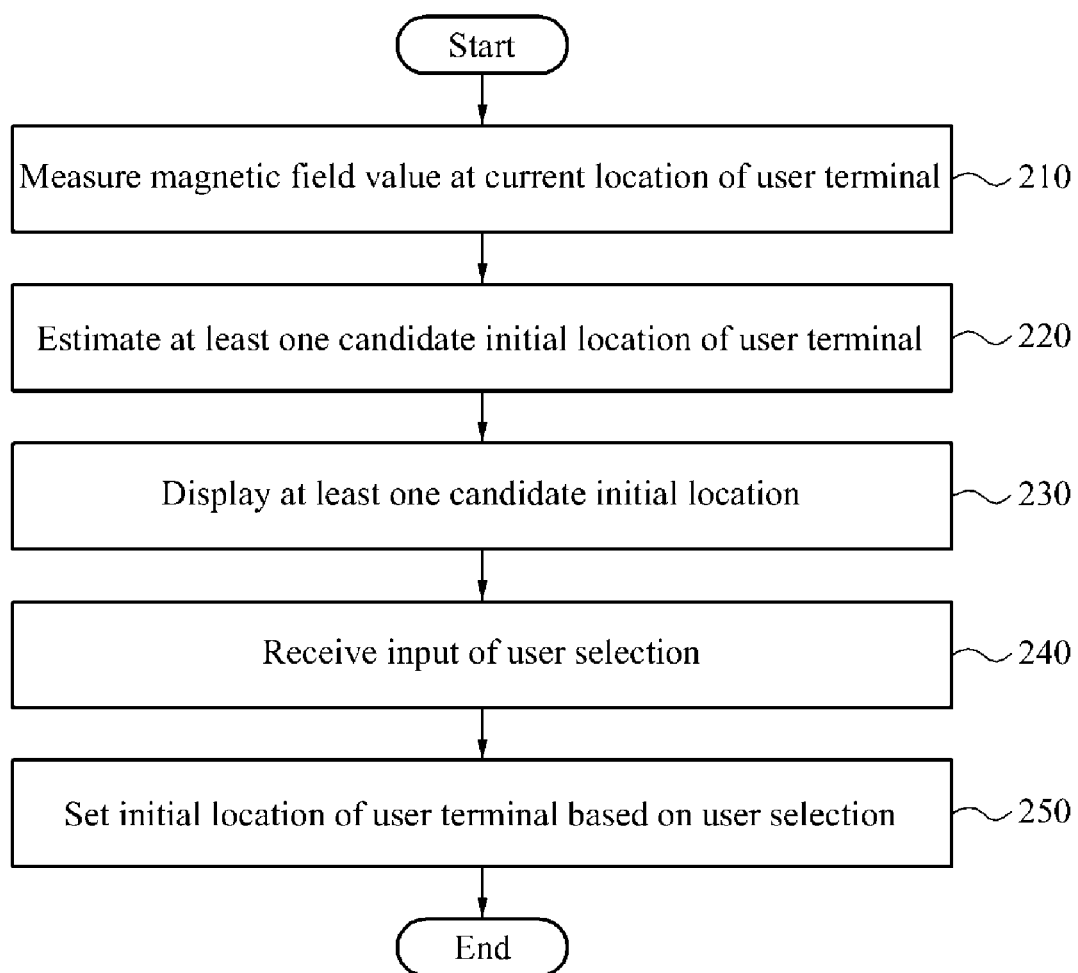 Start
Measure magnetic field value at current location of user terminal
210
Estimate at least one candidate initial location of user terminal
220
Display at least one candidate initial location
230
Receive input of user selection
240
Set initial location of user terminal based on user selection
250
End